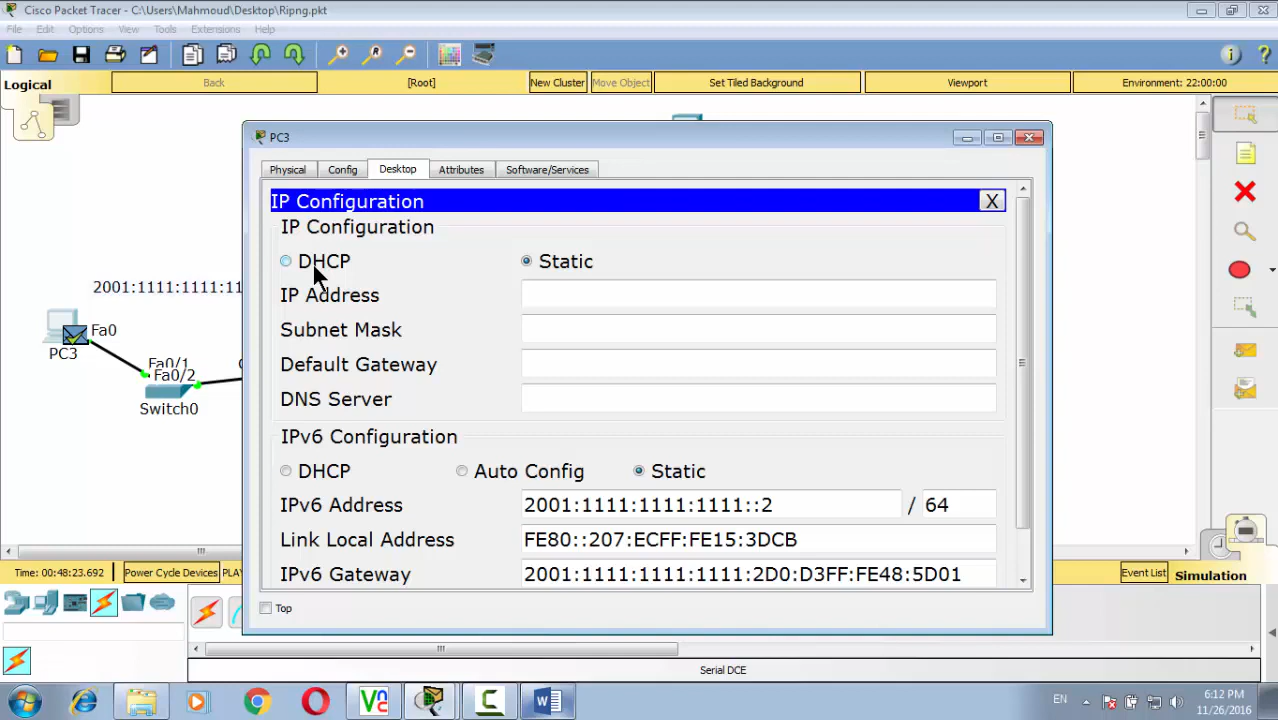 Cisco Packet Tracer - C:\Users\Mahmoud\Desktop\Ripng.pkt
File Edit Options View Tools Extensions Help
Logical Back [Root] New Cluster Move Object Set Tiled Background Viewport Environment: 22:00:00
PC3
Physical Config Desktop Attributes Software/Services
IP Configuration X
IP Configuration
DHCP Static
IP Address
Subnet Mask
Default Gateway
DNS Server
IPv6 Configuration
DHCP Auto Config Static
IPv6 Address 2001:1111:1111:1111::2 / 64
Link Local Address FE80::207:ECFF:FE15:3DCB
IPv6 Gateway 2001:1111:1111:1111:2D0:D3FF:FE48:5D01
Top
2001:1111:1111:11
Fa0
PC3
Fa0/1
Fa0/2
Switch0
Time: 00:48:23.692 Power Cycle Devices PLAY Event List Simulation
Serial DCE
EN 6:12 PM
11/26/2016